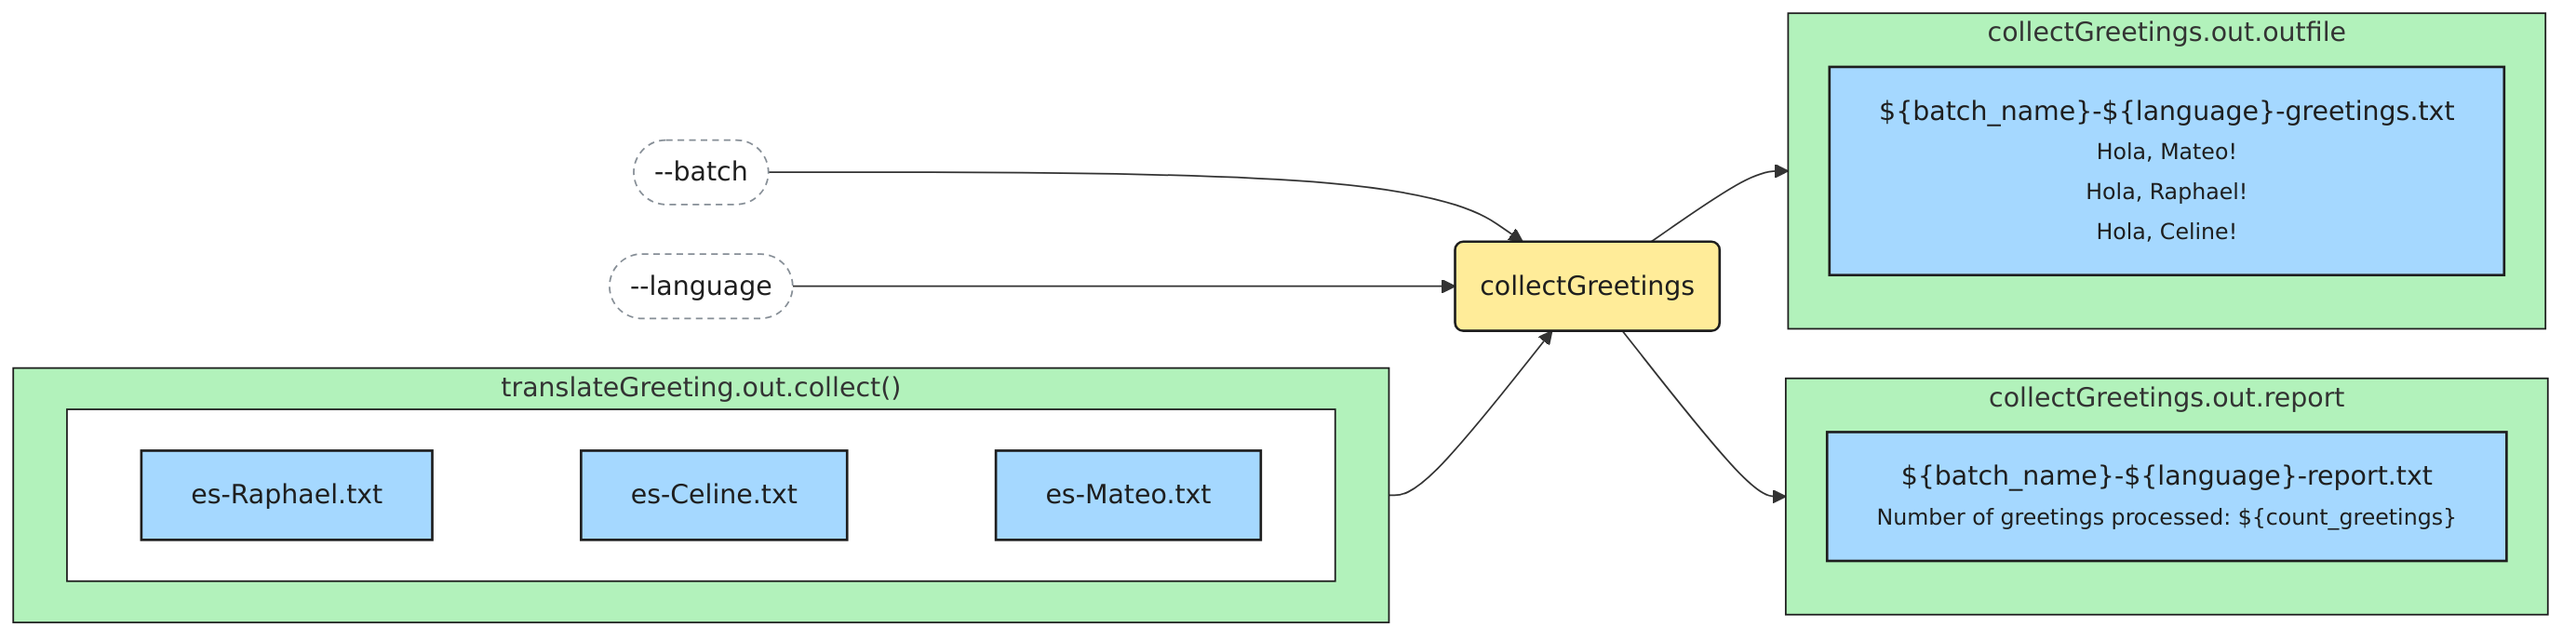 --batch
--language
translateGreeting.out.collect()
es-Raphael.txt
es-Celine.txt
es-Mateo.txt
collectGreetings
collectGreetings.out.outfile
${batch_name}-${language}-greetings.txt
Hola, Mateo!
Hola, Raphael!
Hola, Celine!
collectGreetings.out.report
${batch_name}-${language}-report.txt
Number of greetings processed: ${count_greetings}